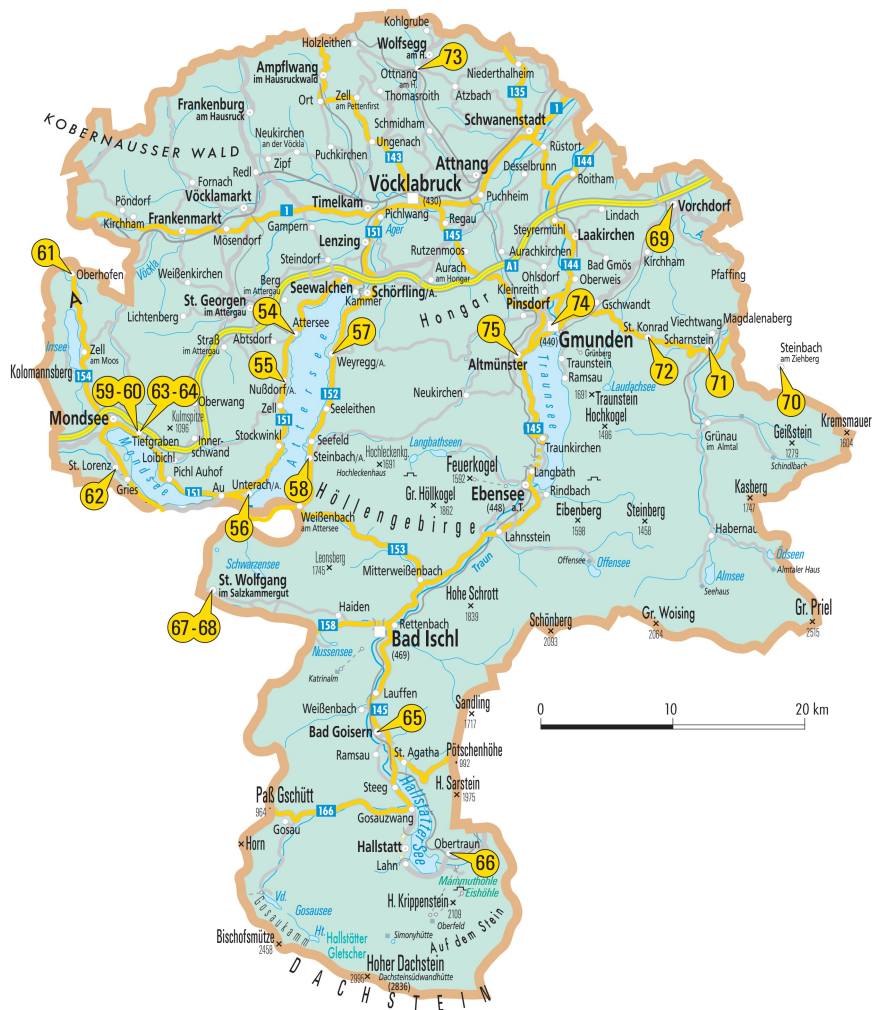 Kohlgrube
Holzleithen
Wolfsegg
am H.
73
Ottnang
am H.
Niederthalheim
Ampflwang
im Hausruckwald
Ort
Zell
am Pettenfirst
Thomasroith
Atzbach
135
1
Frankenburg
am Hausruck
Schmidham
Schwanenstadt
KOBERNAUSSER WALD
Neukirchen
an der Vöckla
Ungenach
Puchkirchen
143
Rüstorf
144
Zipf
Redl
Attnang
Desselbrunn
Roitham
Fornach
Vöcklamarkt
Vöcklabruck
(430)
Puchheim
Pöndorf
Timelkam
Lindach
Vorchdorf
Kirchham
Frankenmarkt
1
Pichlwang
Regau
Steyrermühl
Mösendorf
Gampern
151
Ager
145
Laakirchen
69
A.
Lenzing
Rutzenmoos
Aurachkirchen
61
Oberhofen
Vöckla
Weißenkirchen
Steindorf
Berg
im Attergau
Seewalchen
Aurach
am Hongar
A1
Ohlsdorf
144
Bad Gmös
Oberweis
Kirchham
Pfaffing
A
St. Georgen
im Attergau
Kammer
Schörfling/A.
Kleinreith
Pinsdorf
74
Gschwandt
Lichtenberg
54
Attersee
Hongar
St. Konrad
Viechtwang
Magdalenaberg
Irrsee
Straß
im Attergau
Abtsdorf
57
75
(440)
Gmunden
Scharnstein
Steinbach
am Ziehberg
Zell
am Moos
Kolomannsberg
154
55
Weyregg/A.
Altmünster
Grünberg
Traunstein
72
71
Nußdorf/A.
Attersee
152
Neukirchen
Traunsee
Ramsau
Laudachsee
1691
Traunstein
70
59-60
63-64
Oberwang
Zell
Seeleithen
Hochkogel
1486
Kremsmauer
1604
Mondsee
Kulmspitze
1096
151
145
Grünau
im Almtal
Geißstein
1279
Tiefgraben
Inner-
schwand
Stockwinkl
Seefeld
Langbathseen
Traunkirchen
Schindlbach
Mondsee
Loibichl
Steinbach/A.
Hochleckenkg.
1691
Hochleckenhaus
Feuerkogel
1592
Langbath
St. Lorenz
Pichl Auhof
Kasberg
1747
62
Gries
151
Au
Unterach/A.
58
Höllengebirge
Gr. Höllkogel
1862
Ebensee
(448)
a.T.
Rindbach
Eibenberg
1598
Steinberg
1458
56
Weißenbach
am Attersee
Lahnstein
Habernau
153
Traun
Offensee
Offensee
Ödseen
Almtaler Haus
Schwarzensee
Leonsberg
1745
Mitterweißenbach
Almsee
Seehaus
St. Wolfgang
im Salzkammergut
Haiden
Hohe Schrott
1839
Gr. Priel
2515
67-68
158
Rettenbach
Schönberg
2093
Gr. Woising
2064
Nussensee
Bad Ischl
(469)
Katrinalm
Lauffen
Sandling
1717
0
10
20 km
Weißenbach
145
65
Bad Goisern
Ramsau
St. Agatha
Pötschenhöhe
992
Steeg
H. Sarstein
1975
Paß Gschütt
964
166
Gosauzwang
Hallstätter See
Gosau
Horn
Hallstatt
Obertraun
66
Lahn
Mammuthöhle
Eishöhle
Vd.
Gosausee
H. Krippenstein
2109
Gosaukamm
Oberfeld
Ht.
Hallstätter
Gletscher
Simonyhütte
Auf dem Stein
Bischofsmütze
2458
Hoher Dachstein
2995
Dachsteinsüdwandhütte
(2836)
DACHSTEIN